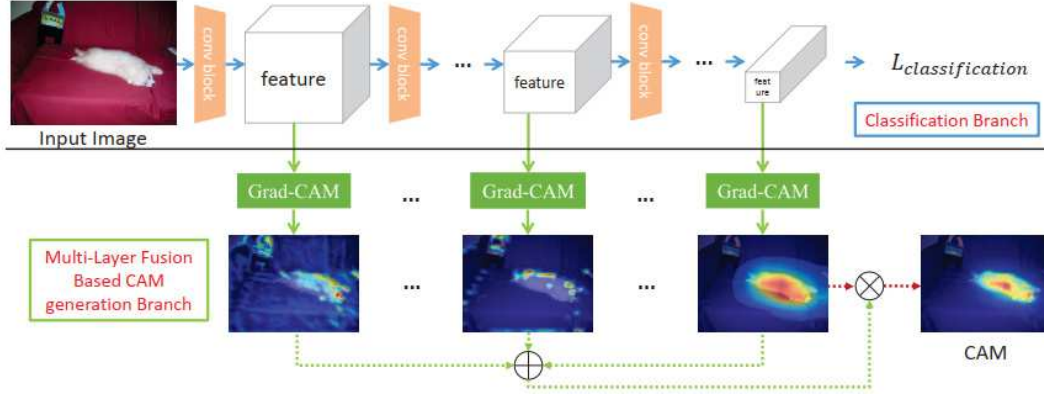 conv block
feature
conv block
...
feature
conv block
...
feat
ure
L_classification
Input Image
Classification Branch
Grad-CAM
...
Grad-CAM
...
Grad-CAM
Multi-Layer Fusion
Based CAM
generation Branch
...
...
CAM